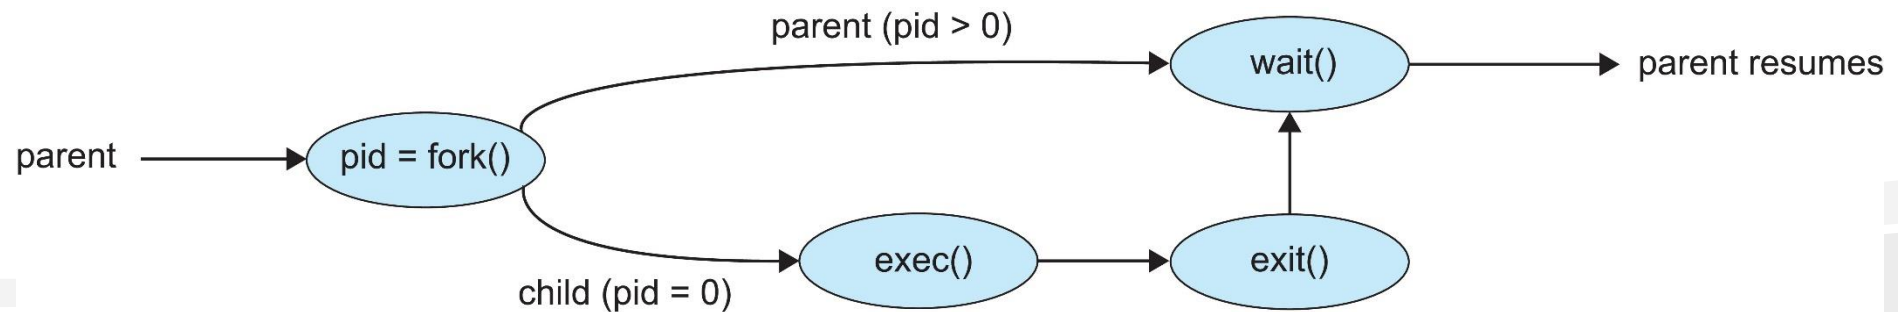 parent (pid > 0)
wait()
parent resumes
parent
pid = fork()
exec()
exit()
child (pid = 0)